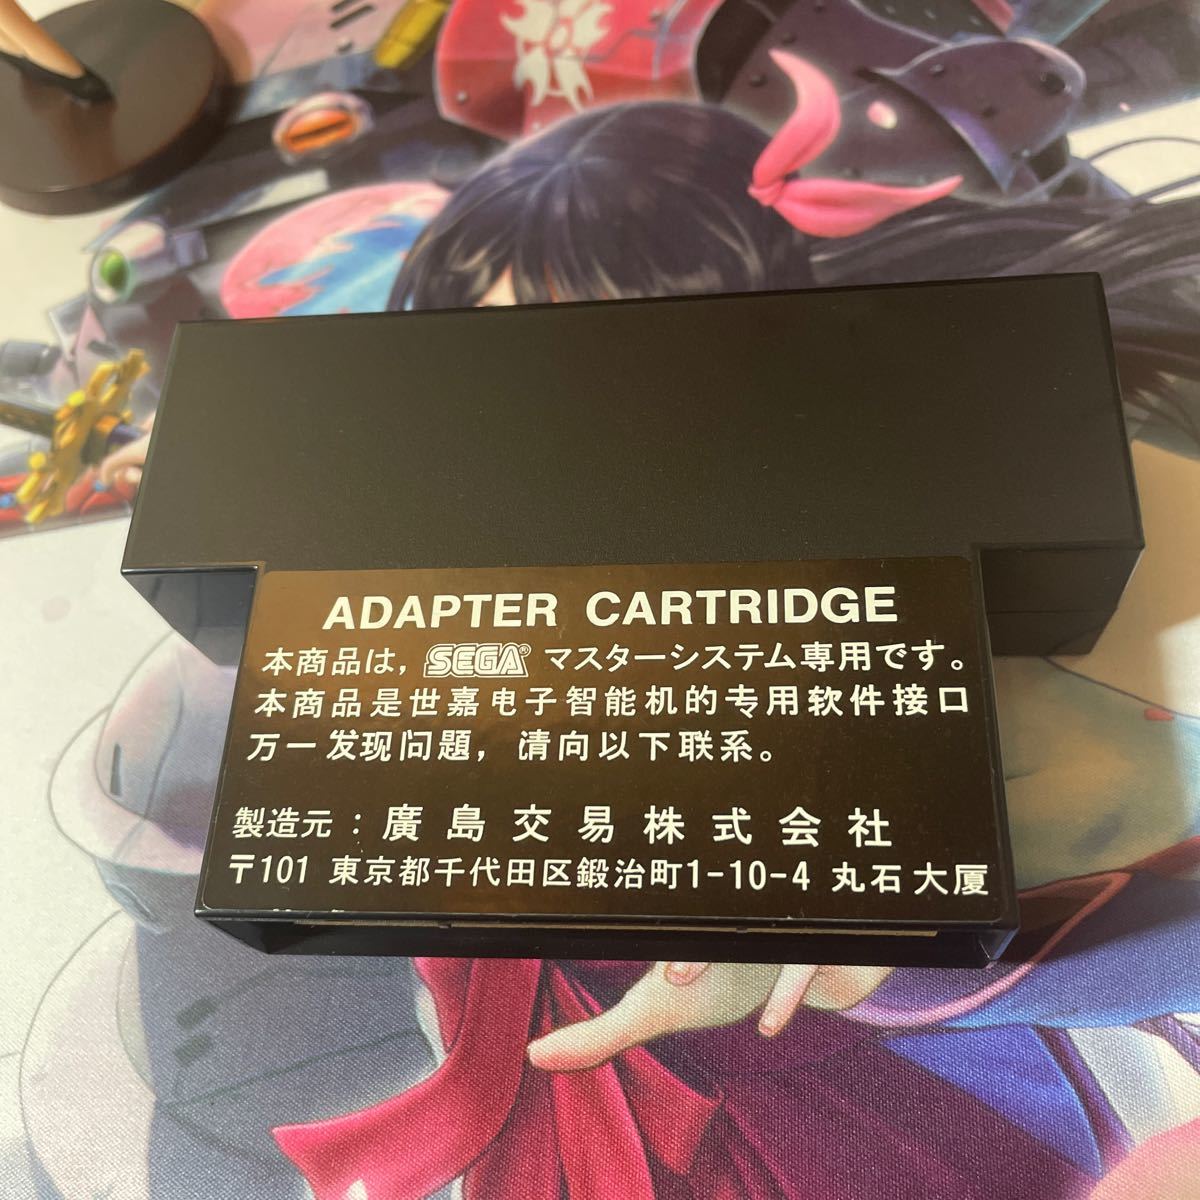 ADAPTER CARTRIDGE
本商品は，SEGA® マスターシステム専用です。
本商品是世嘉电子智能机的专用软件接口
万一发现问題，请向以下联系。
製造元：廣島交易株式会社
〒101 東京都千代田区鍛治町1-10-4 丸石大厦